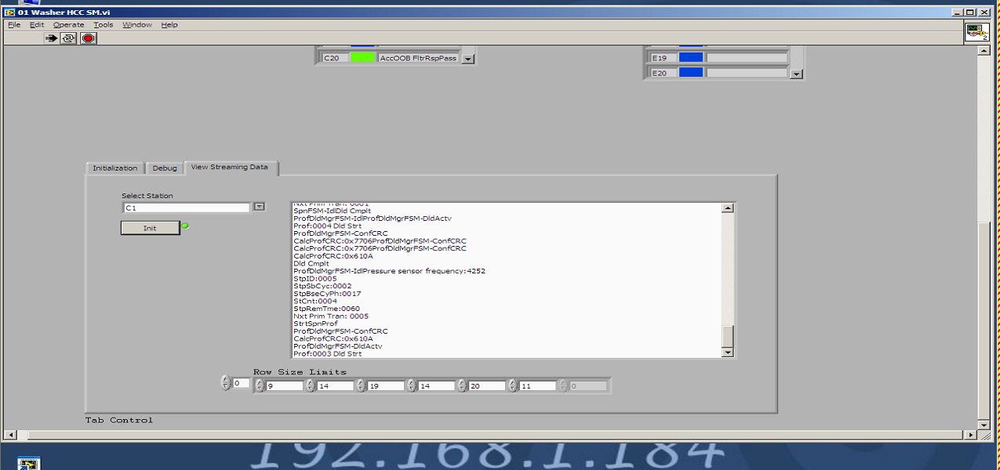 01 Washer HCC SM.vi
File Edit Operate Tools Window Help
2
C20 AccOOB FltrRspPass
E19
E20
Initialization Debug View Streaming Data
Select Station
C1
Init
Nxt Prim Tran: 0001
SpnFSM-IdlDld Cmplt
ProfDldMgrFSM-IdlProfDldMgrFSM-DldActv
Prof:0004 Dld Strt
ProfDldMgrFSM-ConfCRC
CalcProfCRC:0x7706ProfDldMgrFSM-ConfCRC
CalcProfCRC:0x7706ProfDldMgrFSM-ConfCRC
CalcProfCRC:0x610A
Dld Cmplt
ProfDldMgrFSM-IdlPressure sensor frequency:4252
StpID:0005
StpSbCyc:0002
StpBseCyPh:0017
StCnt:0004
StpRemTme:0060
Nxt Prim Tran: 0005
StrtSpnProf
ProfDldMgrFSM-ConfCRC
CalcProfCRC:0x610A
ProfDldMgrFSM-DldActv
Prof:0003 Dld Strt
Row Size Limits
0 9 14 19 14 20 11 0
Tab Control
192.168.1.184